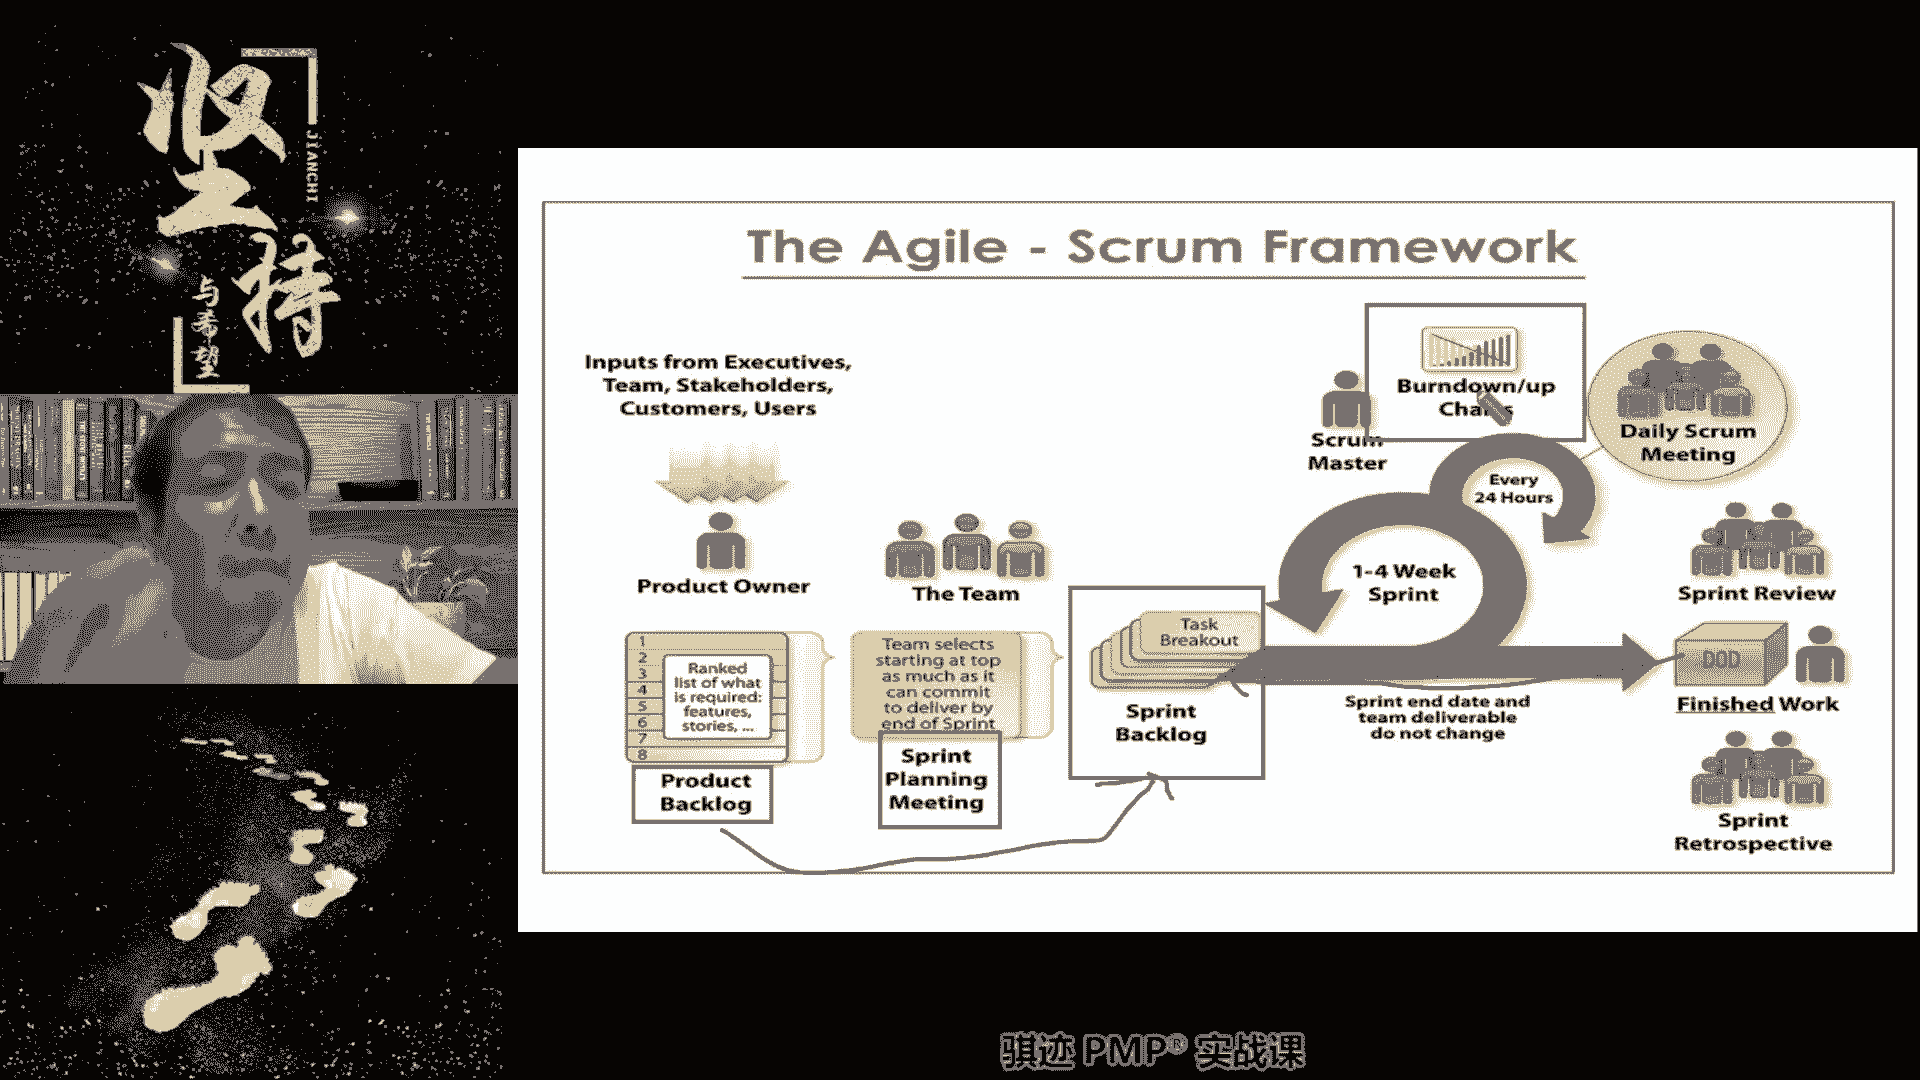 坚
持
JIANCHI
与希望
The Agile - Scrum Framework
Inputs from Executives,
Team, Stakeholders,
Customers, Users
Product Owner
The Team
1
2
3
4
5
6
7
8
Ranked
list of what
is required:
features,
stories, ...
Product
Backlog
Team selects
starting at top
as much as it
can commit
to deliver by
end of Sprint
Sprint
Planning
Meeting
Task
Breakout
Sprint
Backlog
Scrum
Master
Burndown/up
Every
24 Hours
Daily Scrum
Meeting
1-4 Week
Sprint
Sprint end date and
team deliverable
do not change
Sprint Review
DOD
Finished Work
Sprint
Retrospective
骐迹 PMP® 实战课